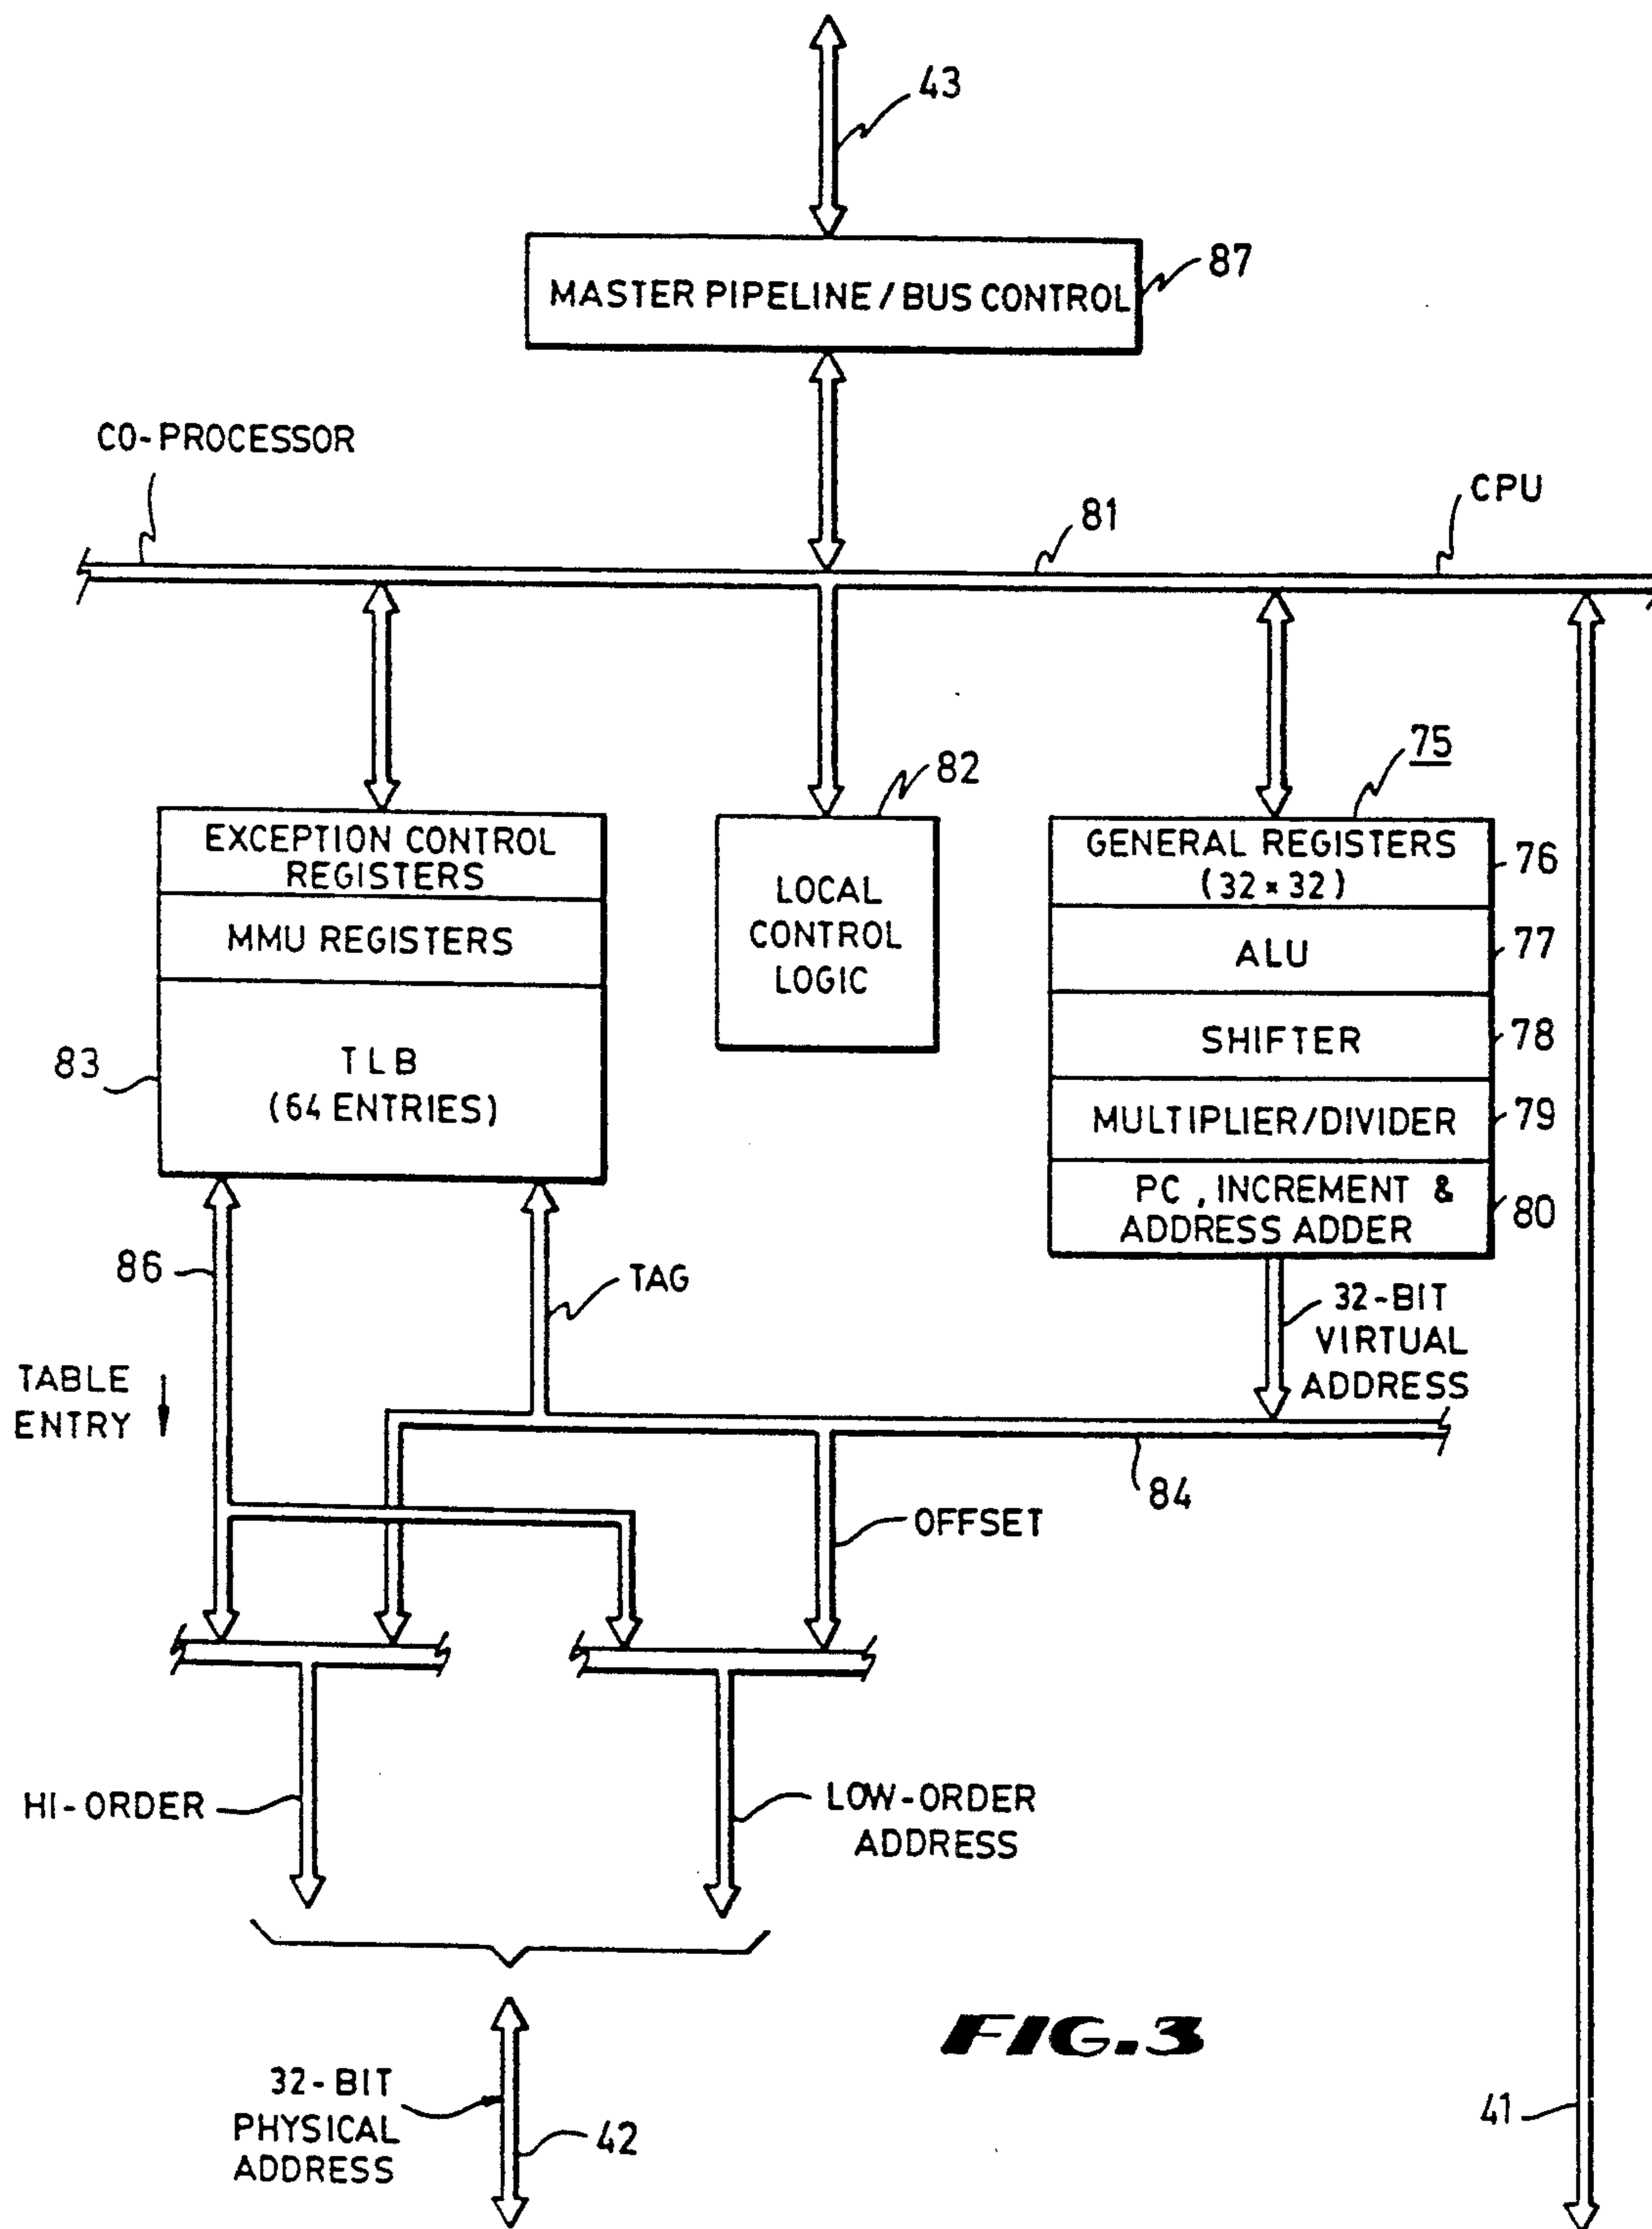 43
MASTER PIPELINE / BUS CONTROL
87
CO-PROCESSOR
81
CPU
82
75
EXCEPTION CONTROL
REGISTERS
MMU REGISTERS
TLB
(64 ENTRIES)
83
LOCAL
CONTROL
LOGIC
GENERAL REGISTERS
(32 × 32)
76
ALU
77
SHIFTER
78
MULTIPLIER/DIVIDER
79
PC, INCREMENT &
ADDRESS ADDER
80
86
TAG
32-BIT
VIRTUAL
ADDRESS
TABLE
ENTRY
84
OFFSET
HI-ORDER
LOW-ORDER
ADDRESS
FIG.3
32-BIT
PHYSICAL
ADDRESS
42
41